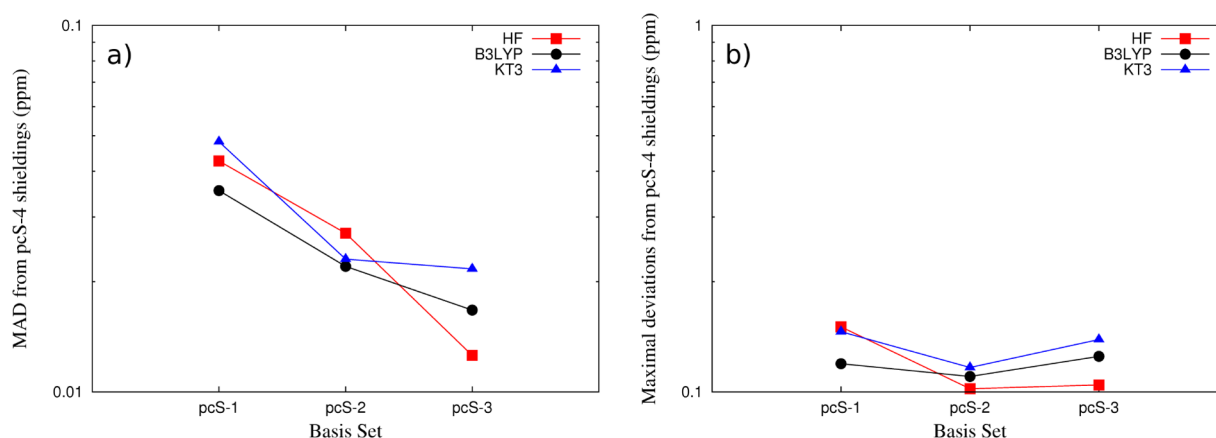 a)
HF
B3LYP
KT3
0.1
0.01
MAD from pcS-4 shieldings (ppm)
pcS-1 pcS-2 pcS-3
Basis Set
b)
HF
B3LYP
KT3
1
0.1
Maximal deviations from pcS-4 shieldings (ppm)
pcS-1 pcS-2 pcS-3
Basis Set